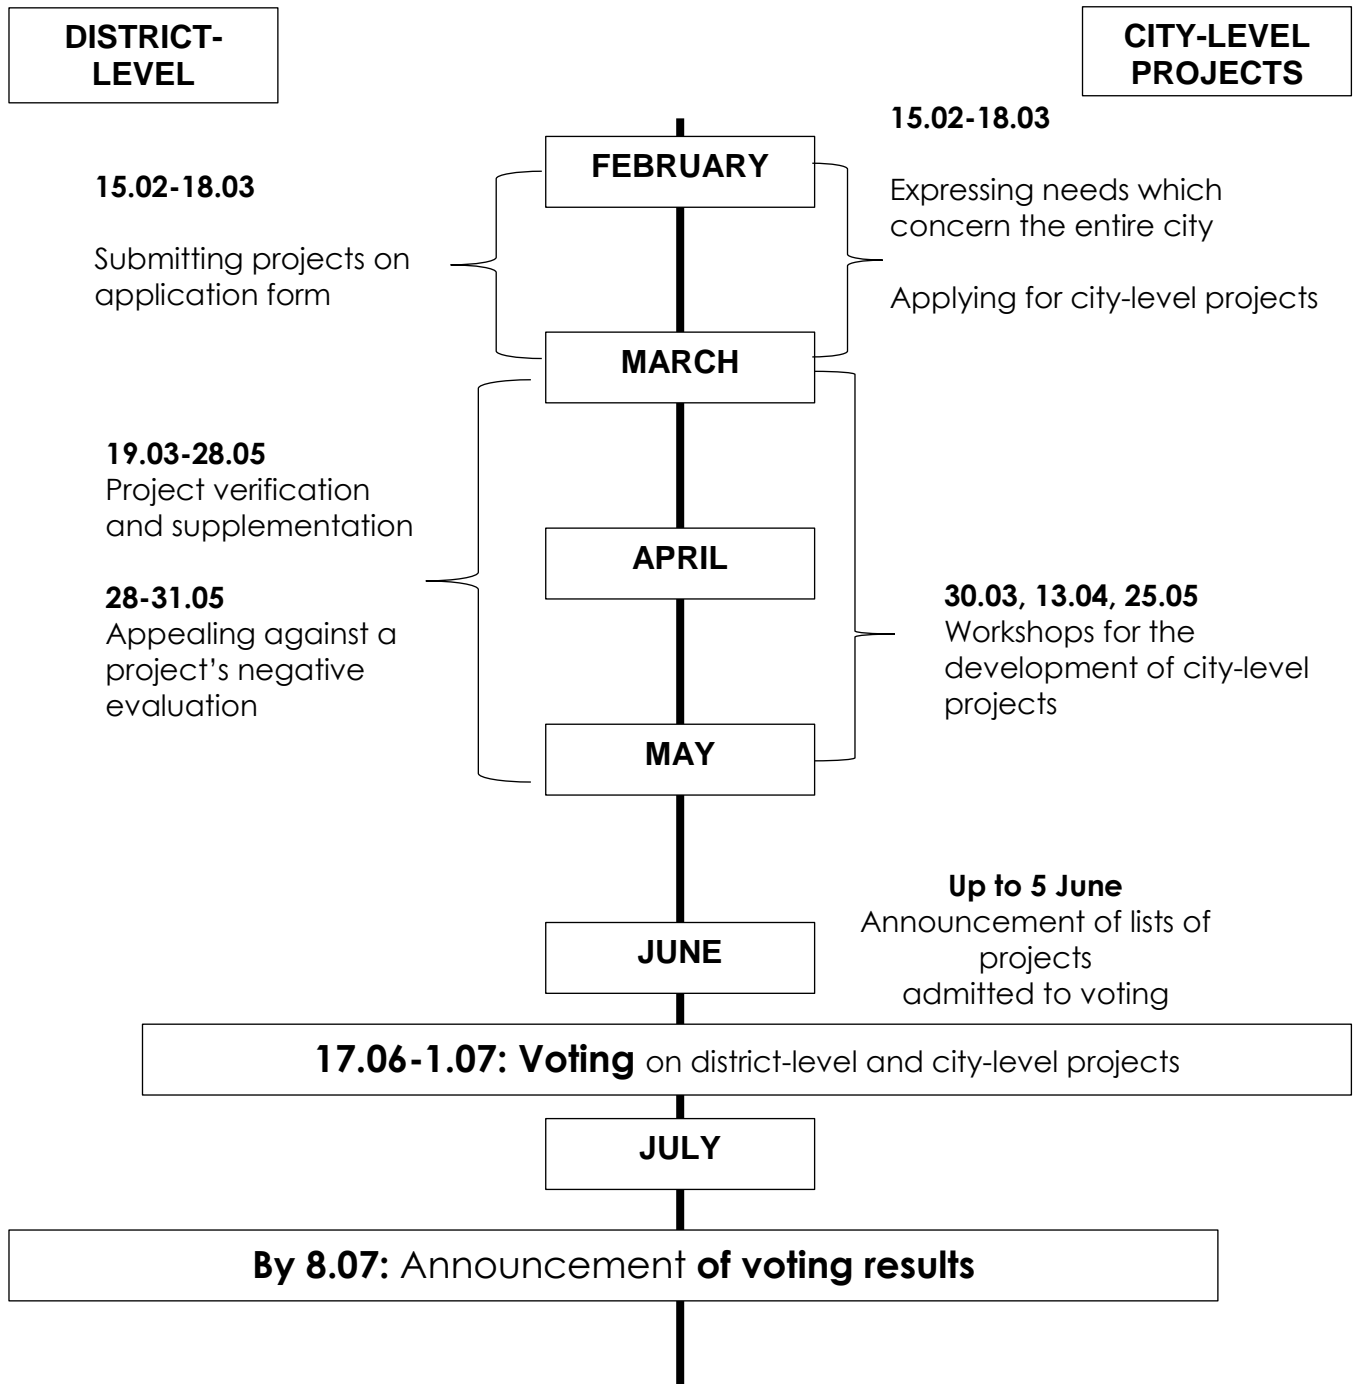 DISTRICT-
LEVEL
CITY-LEVEL
PROJECTS
15.02-18.03
FEBRUARY
15.02-18.03
Expressing needs which
concern the entire city
Submitting projects on
application form
Applying for city-level projects
MARCH
19.03-28.05
Project verification
and supplementation
APRIL
28-31.05
Appealing against a
project’s negative
evaluation
30.03, 13.04, 25.05
Workshops for the
development of city-level
projects
MAY
Up to 5 June
Announcement of lists of
projects
admitted to voting
JUNE
17.06-1.07: Voting on district-level and city-level projects
JULY
By 8.07: Announcement of voting results